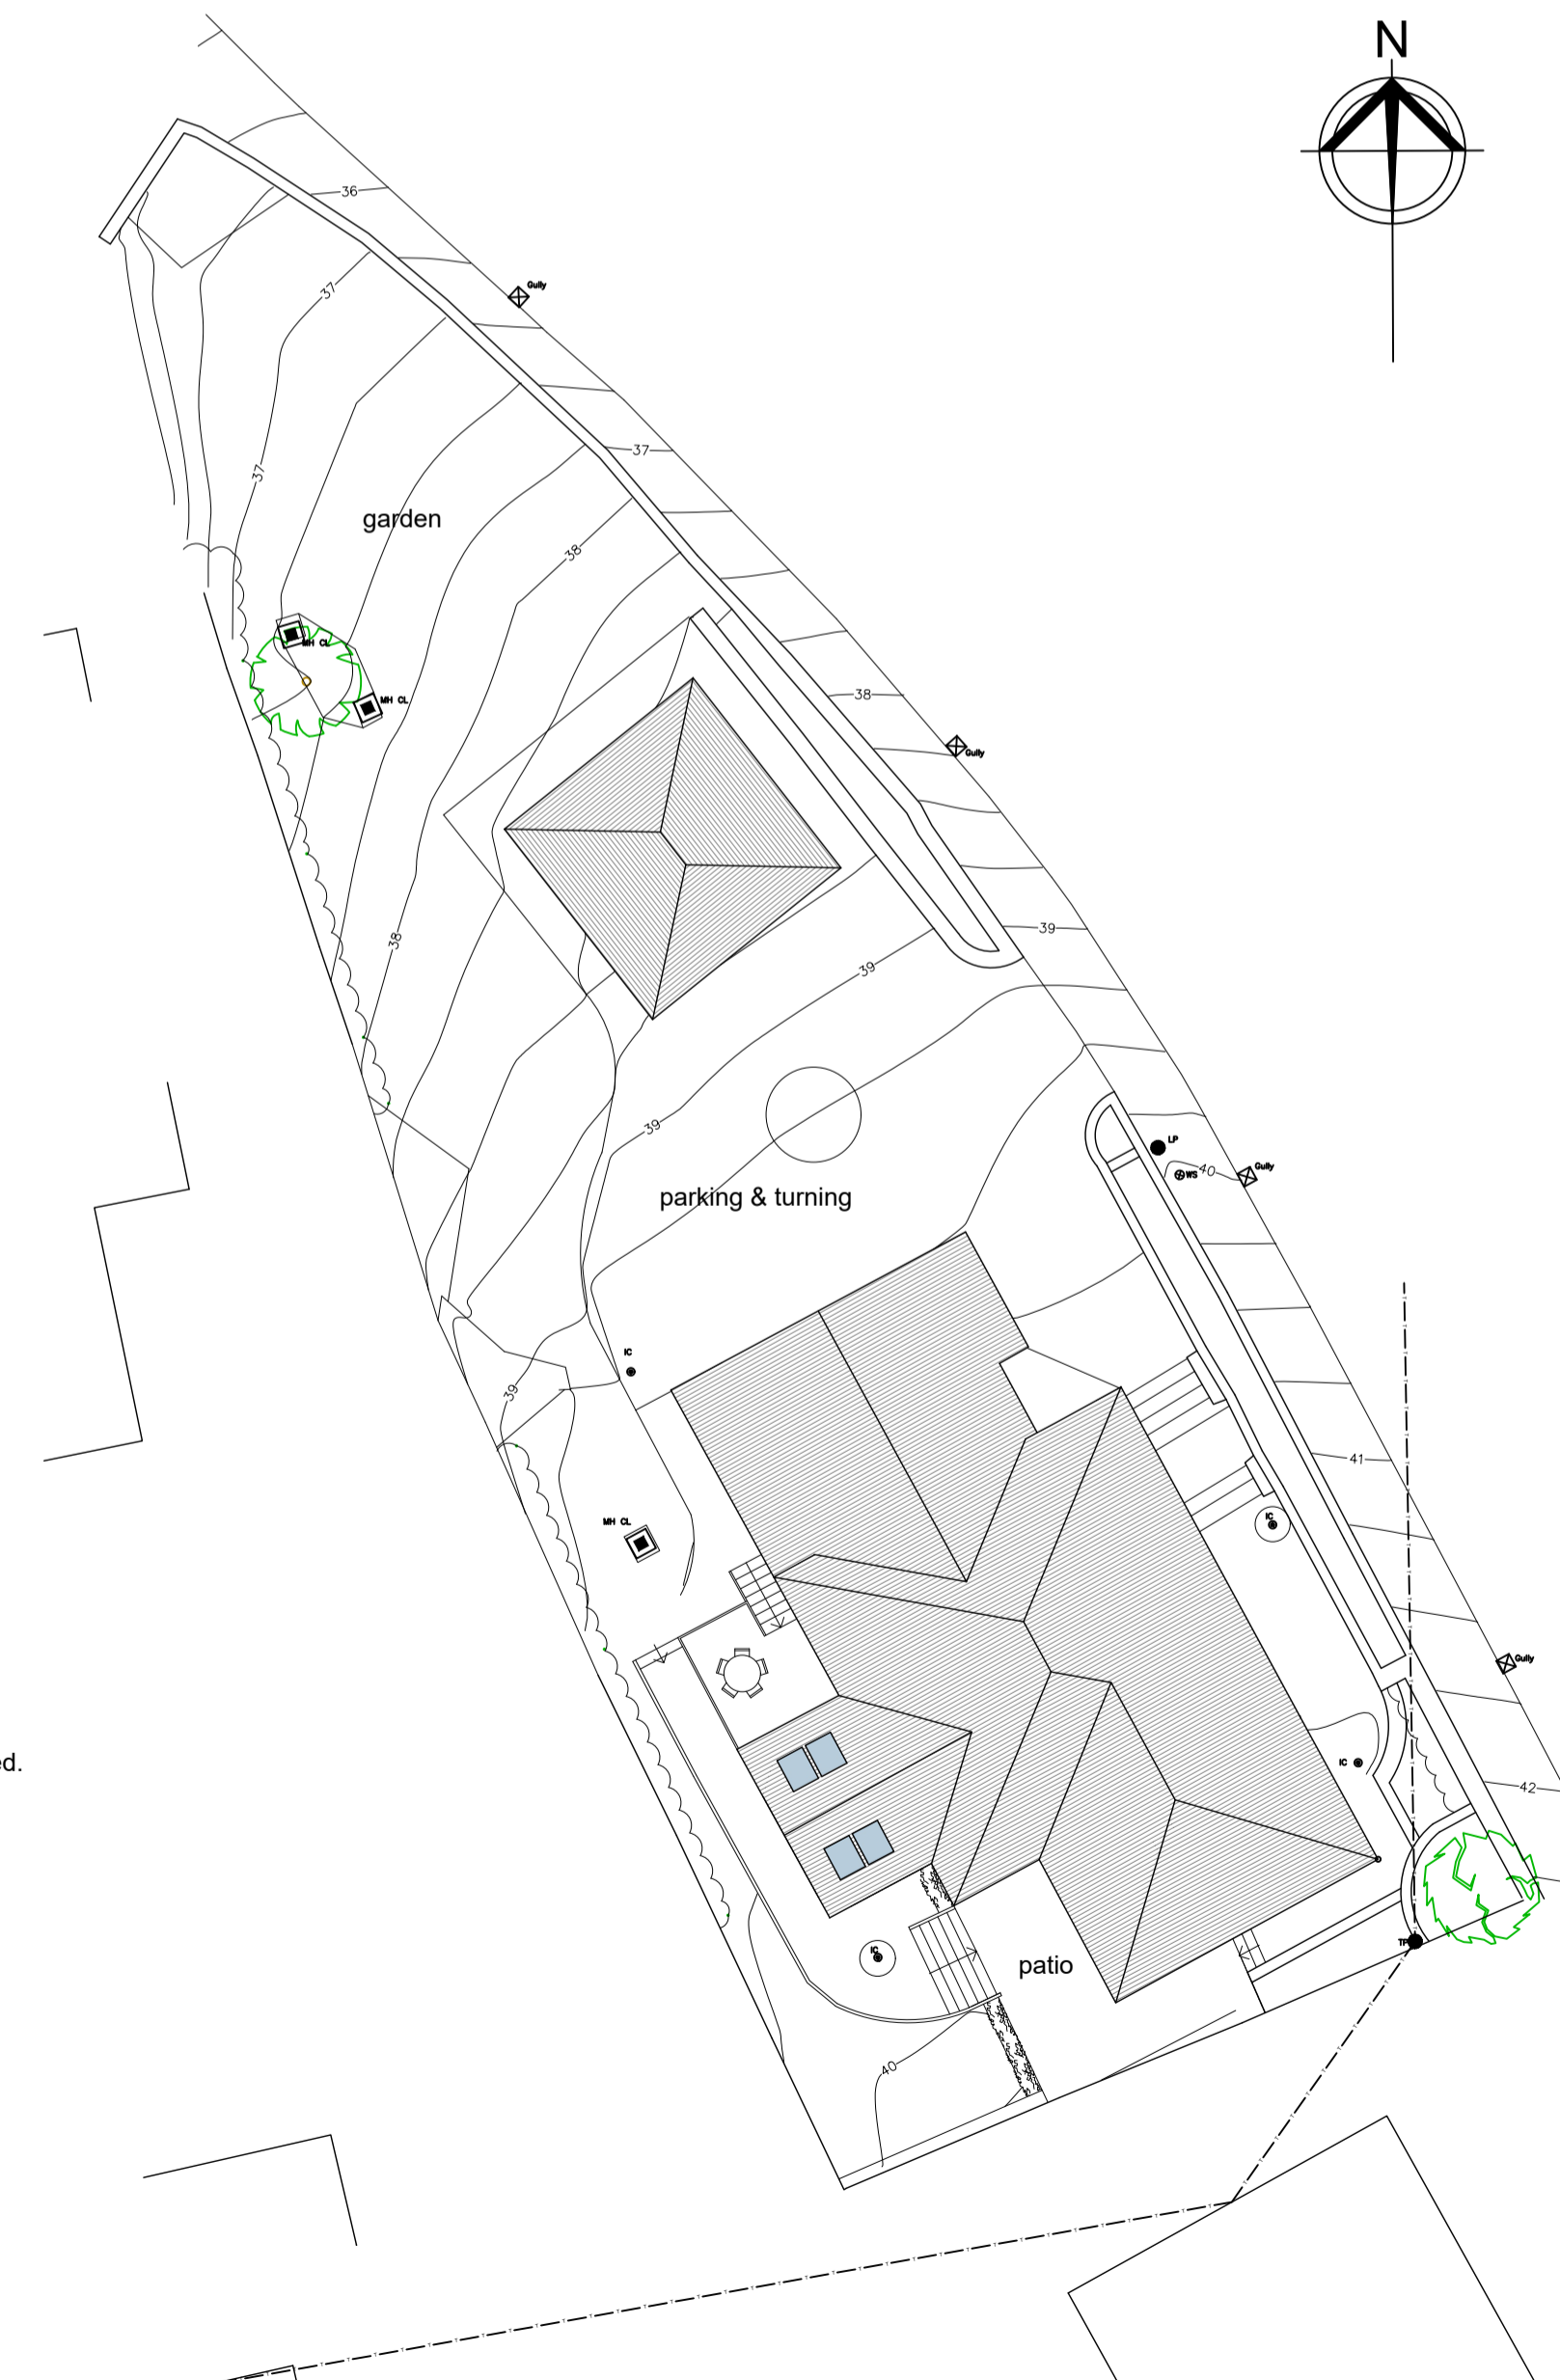 N
36
Gully
37
37
37
garden
38
MH CL
MH CL
38
Gully
39
38
39
39
LP
WS
40
Gully
parking & turning
IC
39
41
MH CL
IC
Gully
ed.
IC
42
TP
IC
patio
40